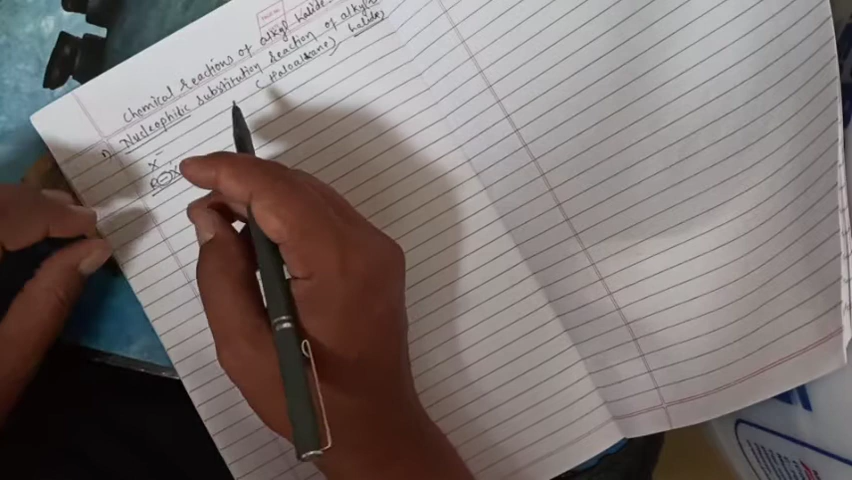 Chemical reactions of alkyl halide.
1) Nucleophilic substitution reaction of alkyl halide
(Haloalkane)
X⁻
R–X